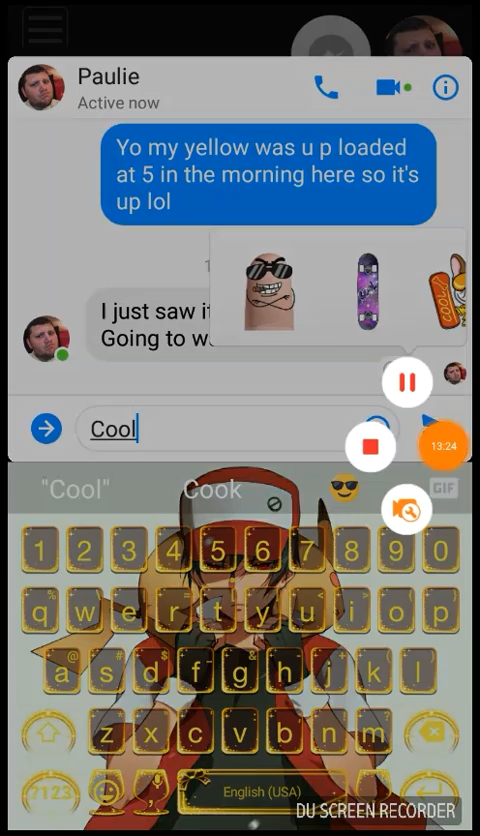 Paulie
Active now
Yo my yellow was u p loaded
at 5 in the morning here so it's
up lol
I just saw
Going to
COOL
Cool
13:24
"Cool"
Cook
GIF
1 2 3 4 5 6 7 8 9 0
q w e r t y u i o p
a s d f g h j k l
z x c v b n m
?123
English (USA)
DU SCREEN RECORDER